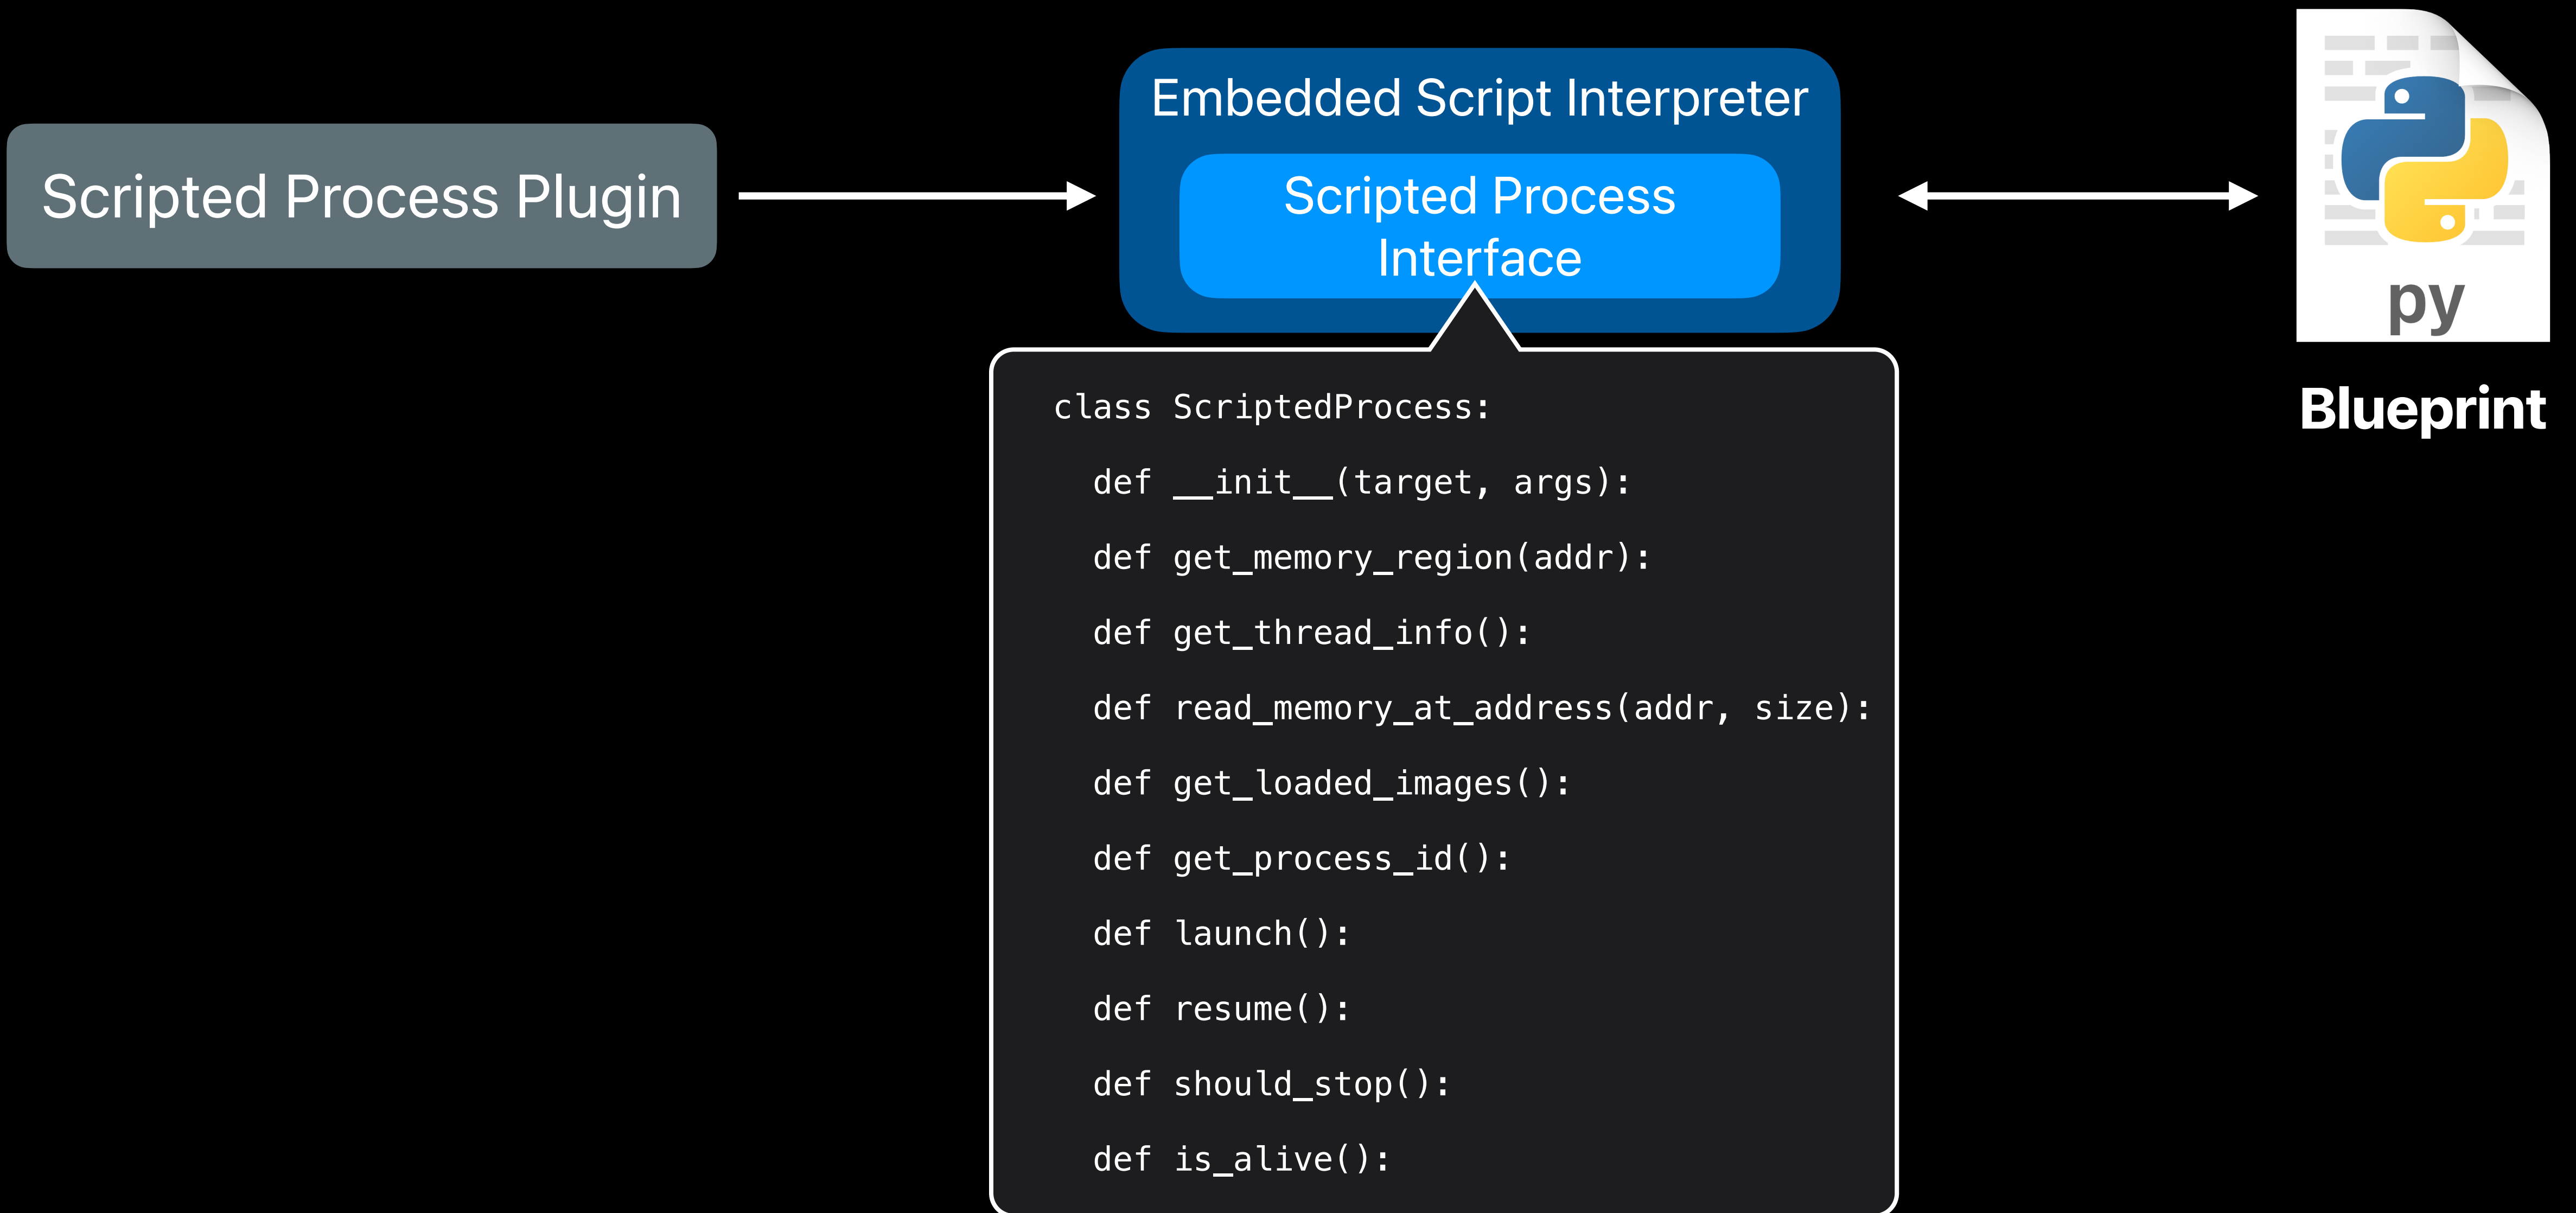 Scripted Process Plugin
Embedded Script Interpreter
Scripted Process
Interface
py
Blueprint
class ScriptedProcess:
def __init__(target, args):
def get_memory_region(addr):
def get_thread_info():
def read_memory_at_address(addr, size):
def get_loaded_images():
def get_process_id():
def launch():
def resume():
def should_stop():
def is_alive():